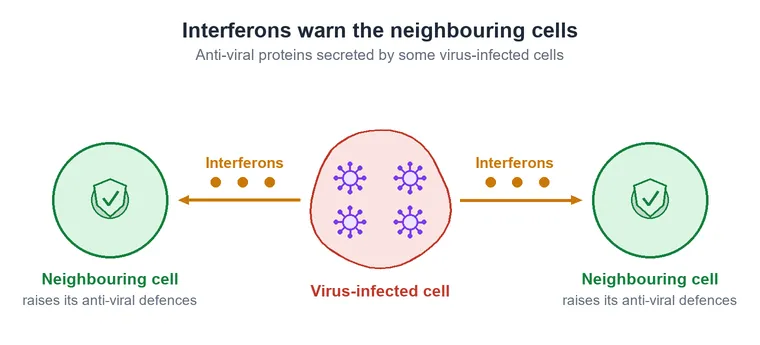 Interferons warn the neighbouring cells
Anti-viral proteins secreted by some virus-infected cells
Interferons
Interferons
Neighbouring cell
raises its anti-viral defences
Virus-infected cell
Neighbouring cell
raises its anti-viral defences